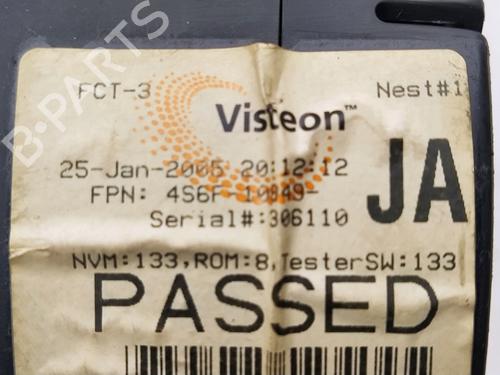 FCT-3 Nest#1
Visteon™
25-Jan-2005 20:12:12
FPN: 4S6F 10849-
JA
Serial#:306110
NVM:133,ROM:8,TesterSW:133
PASSED
B-PARTS